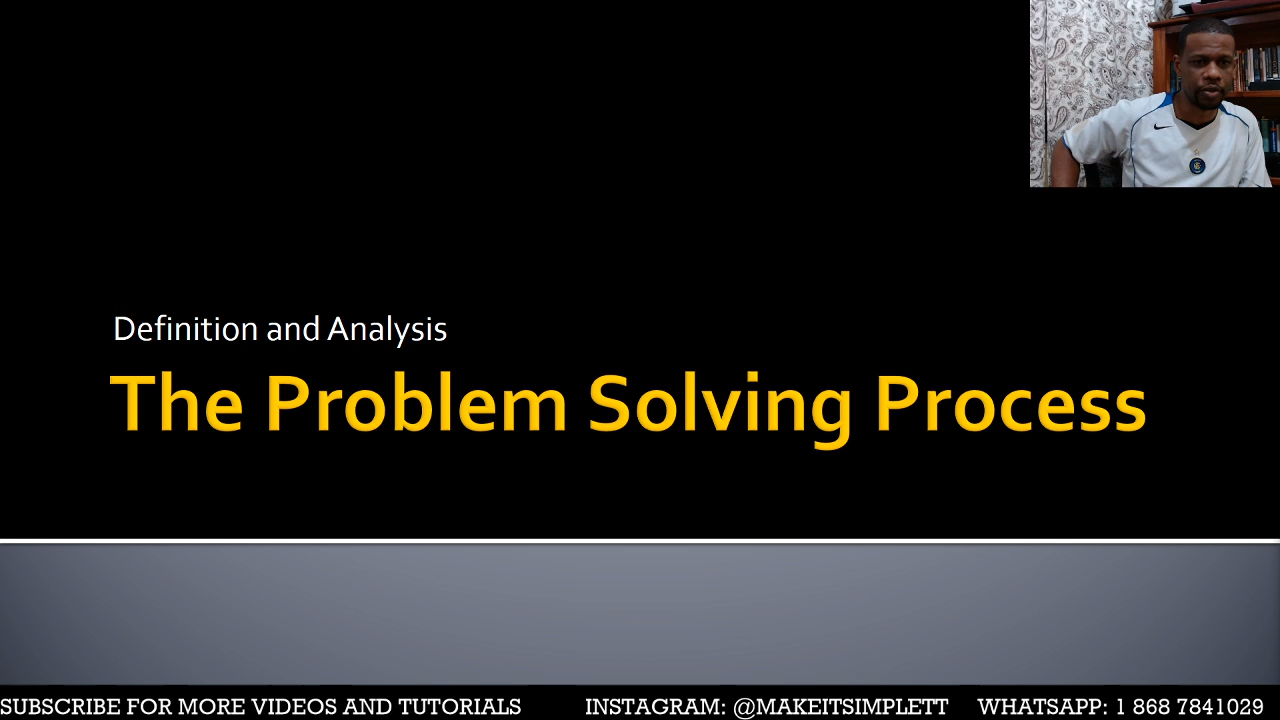 Definition and Analysis
The Problem Solving Process
SUBSCRIBE FOR MORE VIDEOS AND TUTORIALS INSTAGRAM: @MAKEITSIMPLETT WHATSAPP: 1 868 7841029